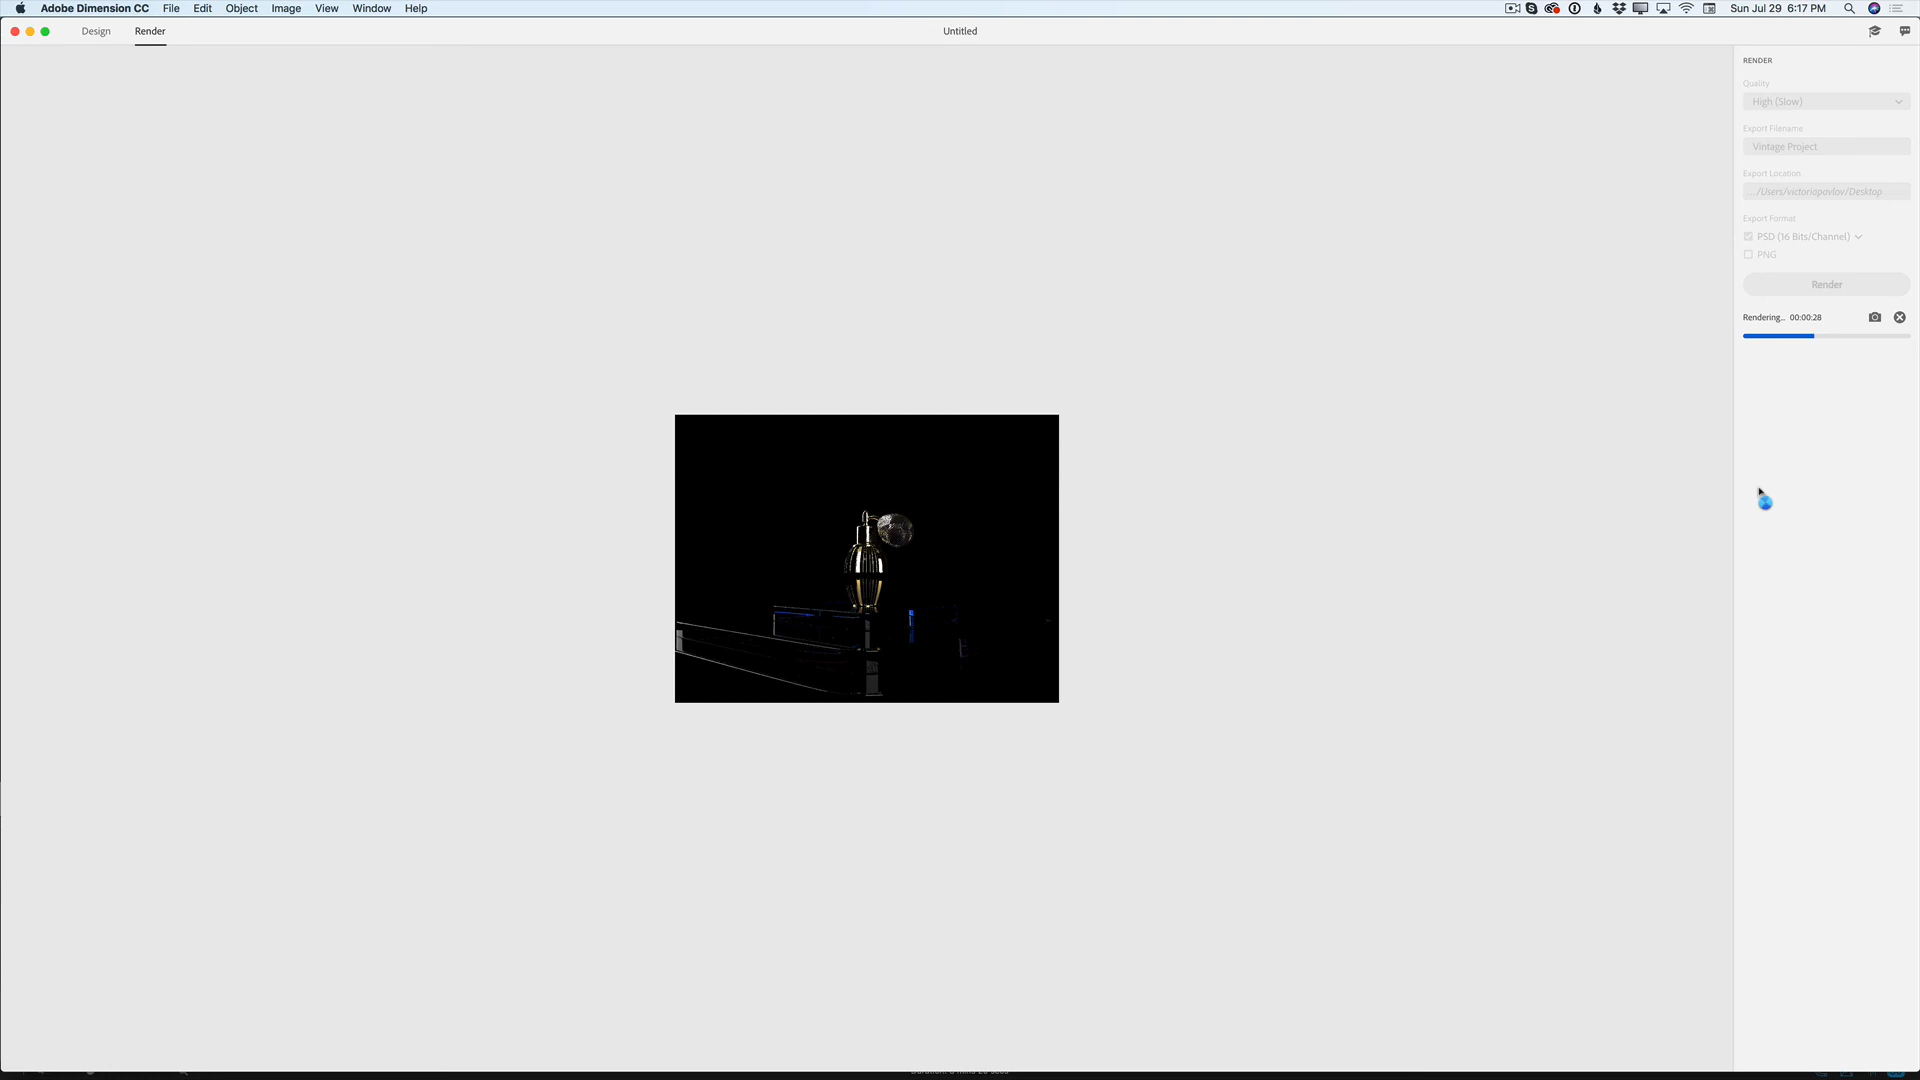 Adobe Dimension CC File Edit Object Image View Window Help Sun Jul 29 6:17 PM
Design Render Untitled
RENDER
Quality
High (Slow)
Export Filename
Vintage Project
Export Location
.../Users/victoriapavlov/Desktop
Export Format
PSD (16 Bits/Channel)
PNG
Render
Rendering... 00:00:28